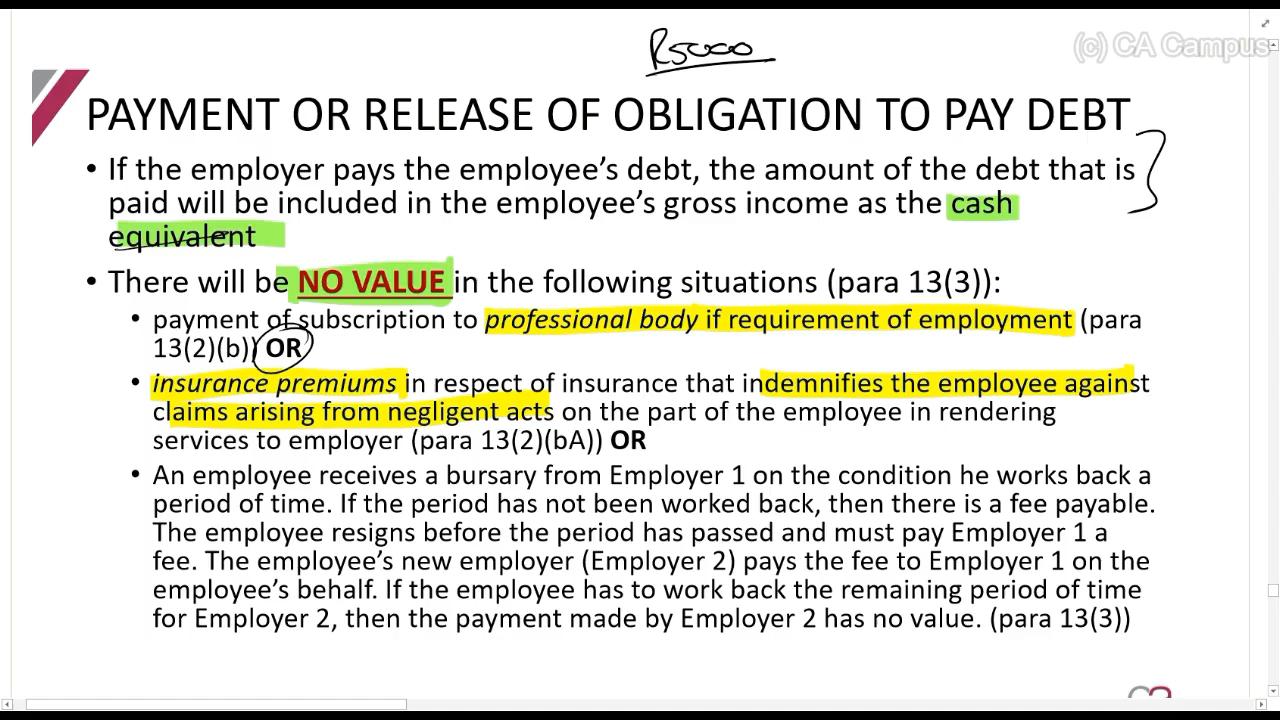 R5000
(c) CA Campus
PAYMENT OR RELEASE OF OBLIGATION TO PAY DEBT
• If the employer pays the employee’s debt, the amount of the debt that is
paid will be included in the employee’s gross income as the cash
equivalent
• There will be NO VALUE in the following situations (para 13(3)):
• payment of subscription to professional body if requirement of employment (para
13(2)(b)) OR
• insurance premiums in respect of insurance that indemnifies the employee against
claims arising from negligent acts on the part of the employee in rendering
services to employer (para 13(2)(bA)) OR
• An employee receives a bursary from Employer 1 on the condition he works back a
period of time. If the period has not been worked back, then there is a fee payable.
The employee resigns before the period has passed and must pay Employer 1 a
fee. The employee’s new employer (Employer 2) pays the fee to Employer 1 on the
employee’s behalf. If the employee has to work back the remaining period of time
for Employer 2, then the payment made by Employer 2 has no value. (para 13(3))